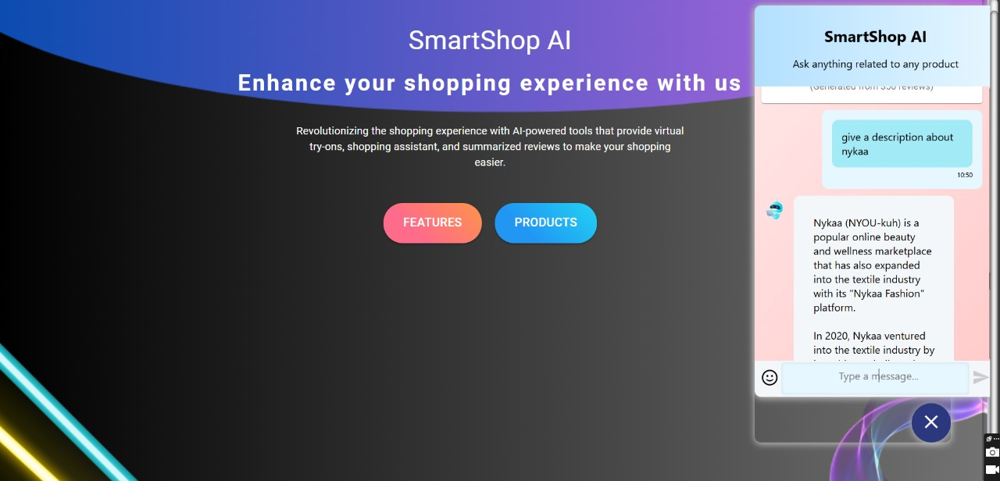 SmartShop AI
Enhance your shopping experience with us
Revolutionizing the shopping experience with AI-powered tools that provide virtual
try-ons, shopping assistant, and summarized reviews to make your shopping
easier.
FEATURES
PRODUCTS
SmartShop AI
Ask anything related to any product
(Generated from 350 reviews)
give a description about
nykaa
10:50
Nykaa (NYOU-kuh) is a
popular online beauty
and wellness marketplace
that has also expanded
into the textile industry
with its "Nykaa Fashion"
platform.
In 2020, Nykaa ventured
into the textile industry by
Type a message...